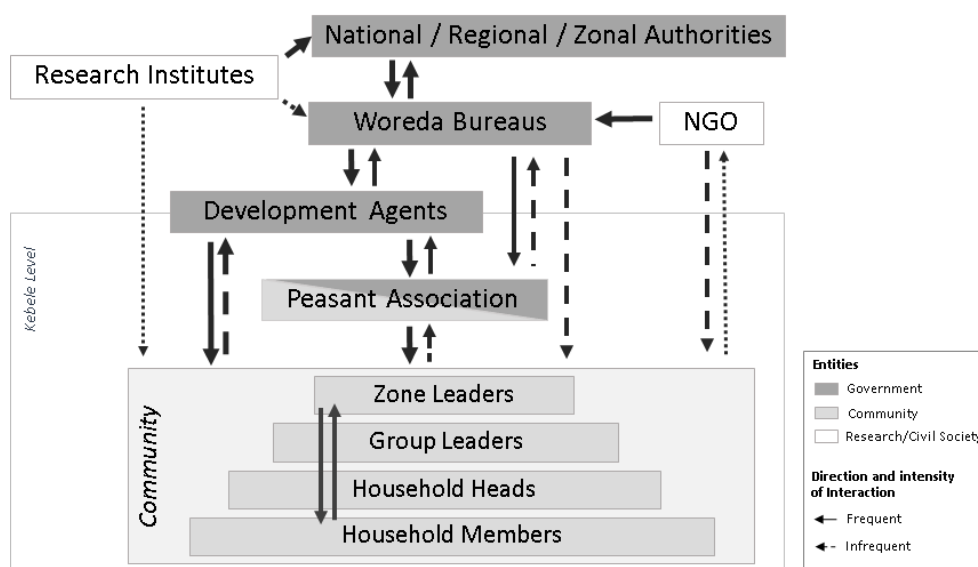 National / Regional / Zonal Authorities
Research Institutes
Woreda Bureaus
NGO
Development Agents
Kebele Level
Peasant Association
Community
Zone Leaders
Group Leaders
Household Heads
Household Members
Entities
Government
Community
Research/Civil Society
Direction and intensity
of Interaction
Frequent
Infrequent